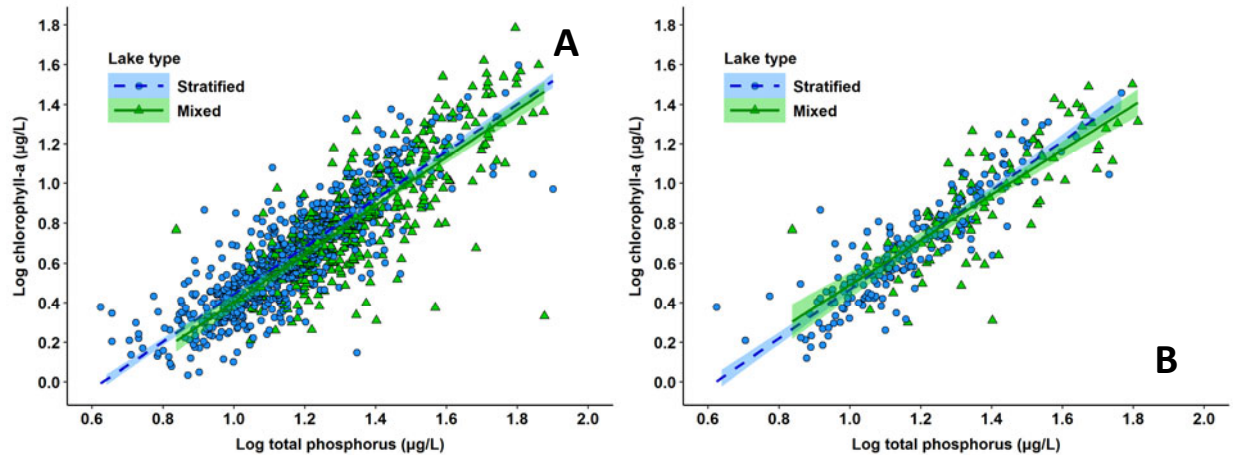 A
Lake type
Stratified
Mixed
Log chlorophyll-a (µg/L)
1.8
1.6
1.4
1.2
1.0
0.8
0.6
0.4
0.2
0.0
0.6 0.8 1.0 1.2 1.4 1.6 1.8 2.0
Log total phosphorus (µg/L)
B
Lake type
Stratified
Mixed
Log chlorophyll-a (µg/L)
1.8
1.6
1.4
1.2
1.0
0.8
0.6
0.4
0.2
0.0
0.6 0.8 1.0 1.2 1.4 1.6 1.8 2.0
Log total phosphorus (µg/L)